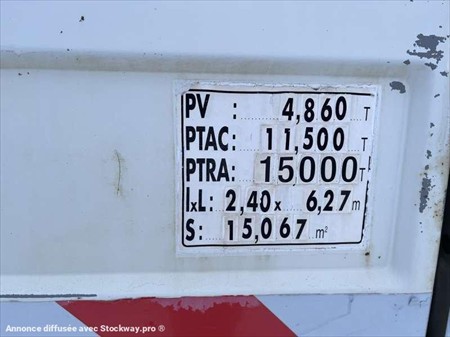 PV : 4,860 T
PTAC: 11,500 T
PTRA: 15000 T
lxL: 2,40 x 6,27 m
S: 15,067 m²
Annonce diffusée avec Stockway.pro ®